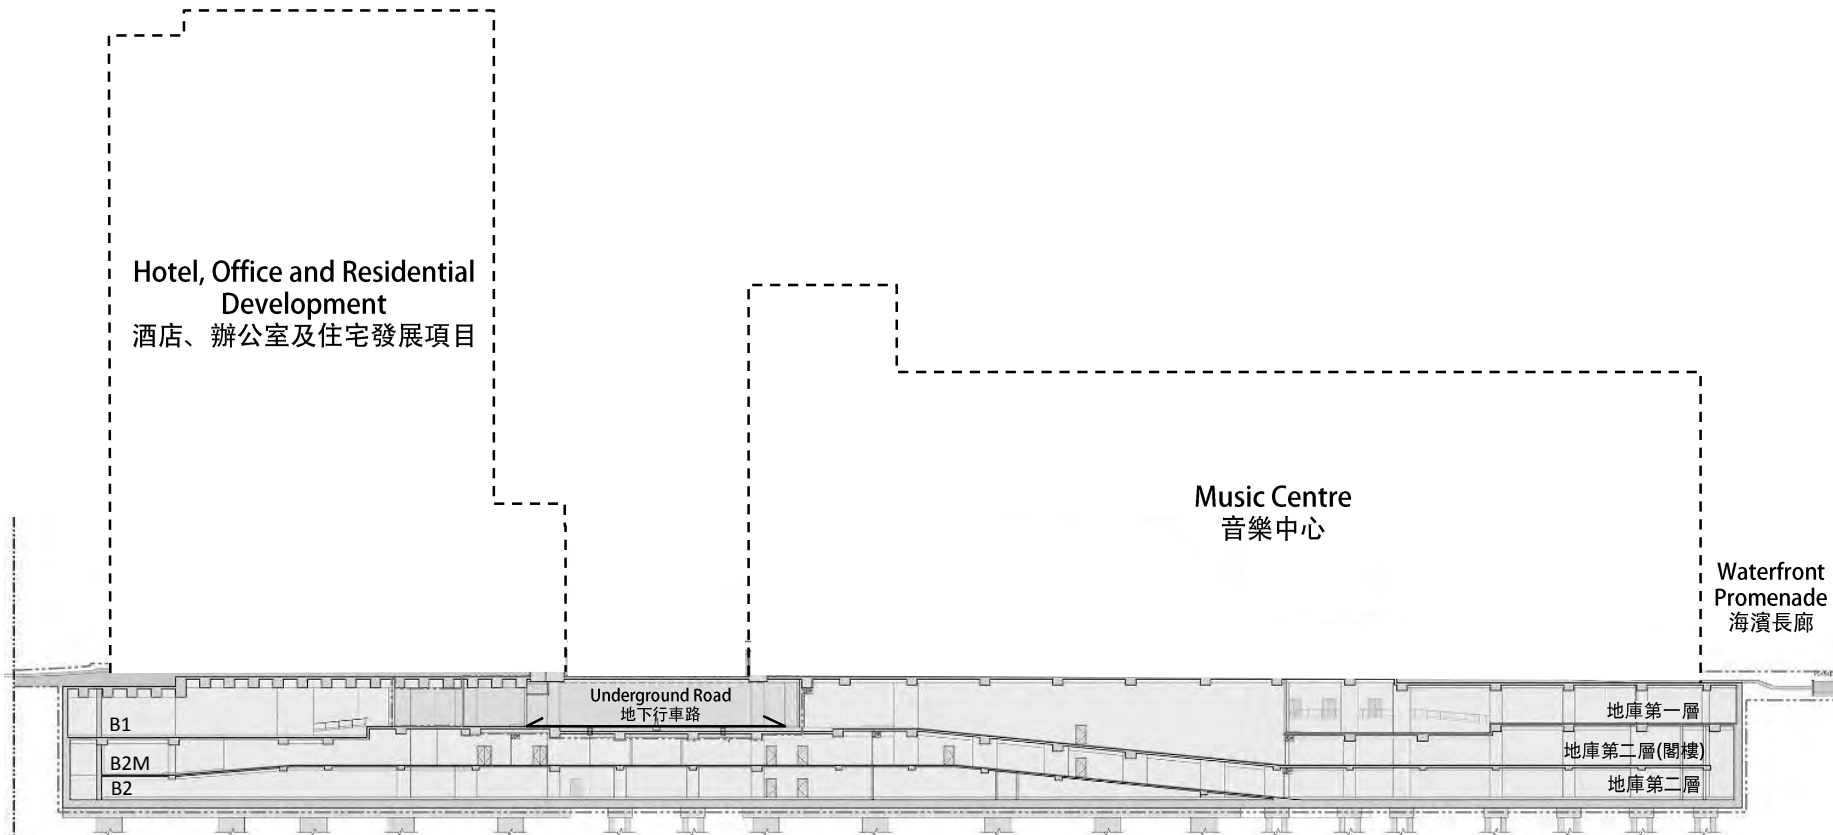 Hotel, Office and Residential
Development
酒店、辦公室及住宅發展項目
Music Centre
音樂中心
Waterfront
Promenade
海濱長廊
Underground Road
地下行車路
B1
地庫第一層
B2M
地庫第二層(閣樓)
B2
地庫第二層